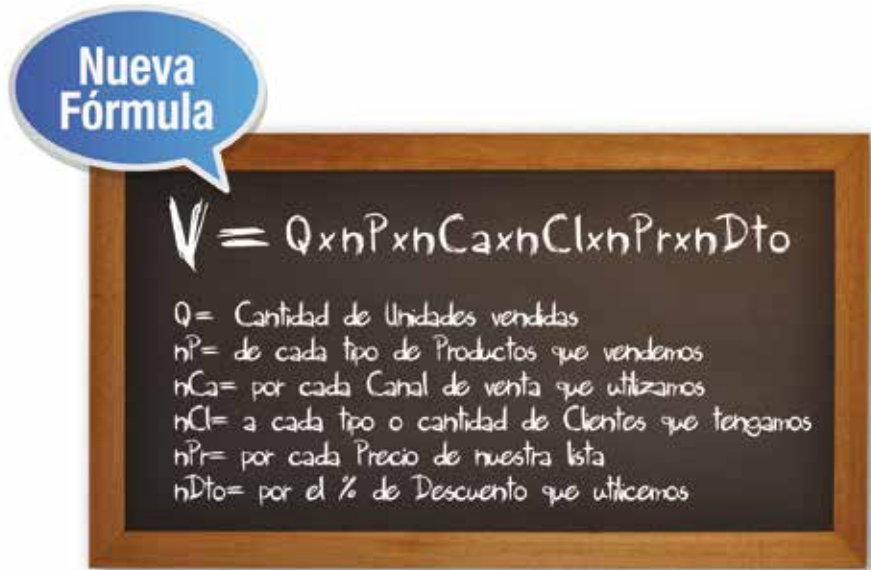 Nueva
Fórmula
V = QxnPxnCaxnClxnPrxnDto
Q= Cantidad de Unidades vendidas
nP= de cada tipo de Productos que vendemos
nCa= por cada Canal de venta que utilizamos
nCl= a cada tipo o cantidad de Clientes que tengamos
nPr= por cada Precio de nuestra lista
nDto= por el % de Descuento que utilicemos